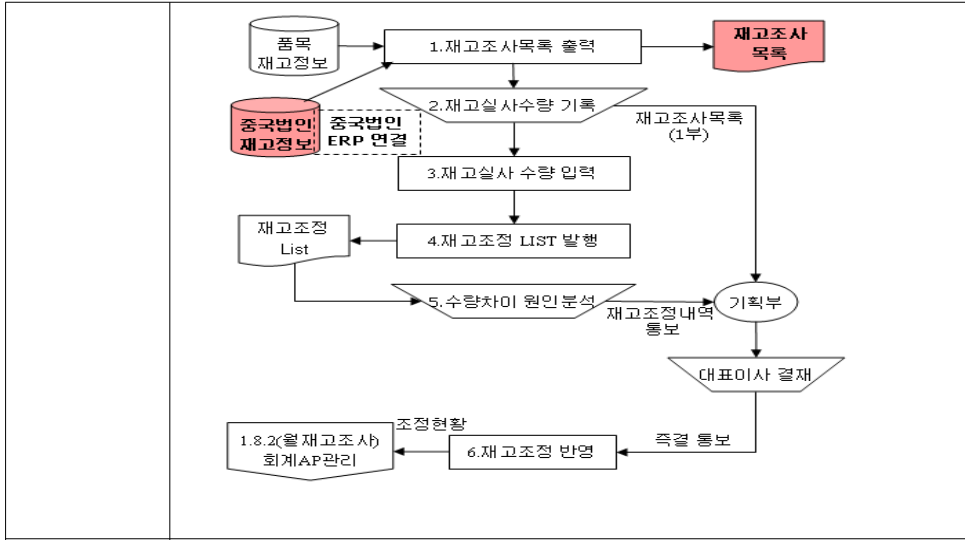 품목
재고정보
1.재고조사목록 출력
재고조사
목록
중국법인
재고정보
중국법인
ERP 연결
2.재고실사수량 기록
재고조사목록
(1부)
3.재고실사 수량 입력
재고조정
List
4.재고조정 LIST 발행
5.수량차이 원인분석
재고조정내역
통보
기획부
대표이사 결재
1.8.2(월재고조사)
회계AP관리
조정현황
6.재고조정 반영
즉결 통보